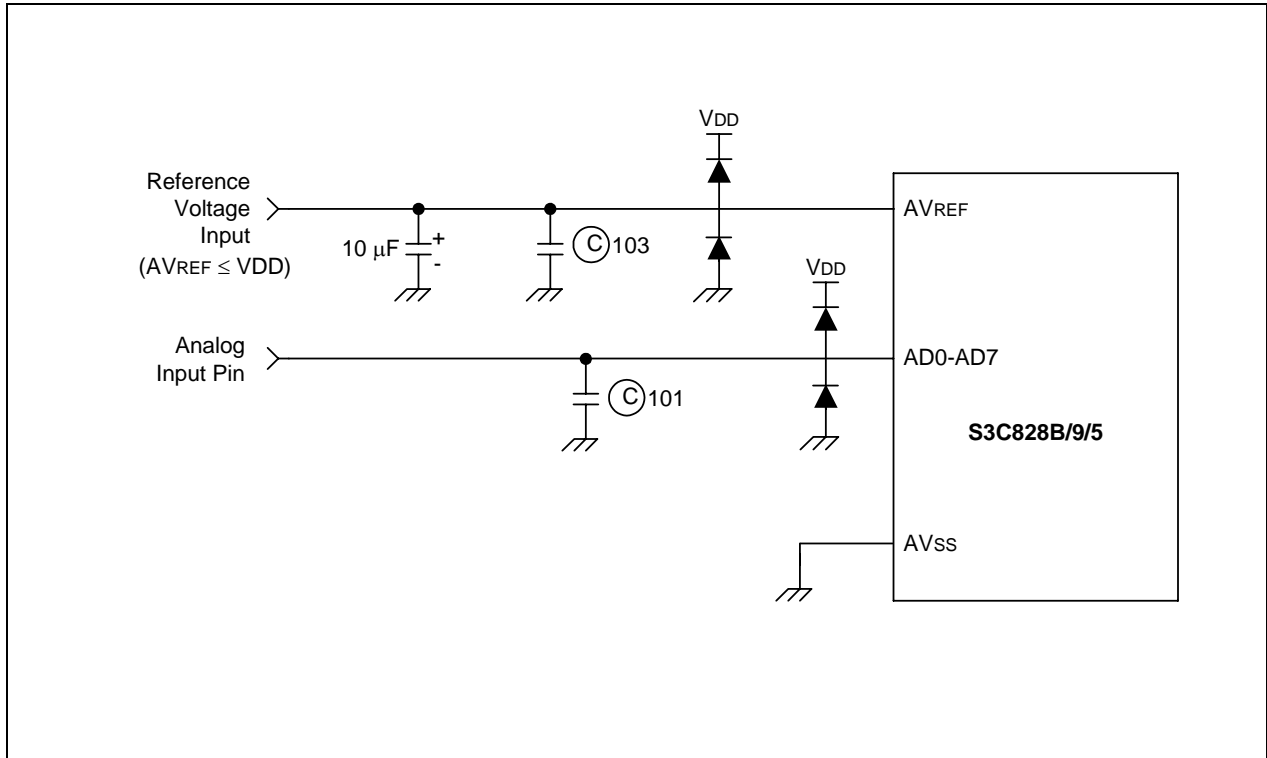 VDD
Reference
Voltage
Input
(AVREF ≤ VDD)
AVREF
10 μF
+
-
C 103
VDD
Analog
Input Pin
AD0-AD7
C 101
S3C828B/9/5
AVSS